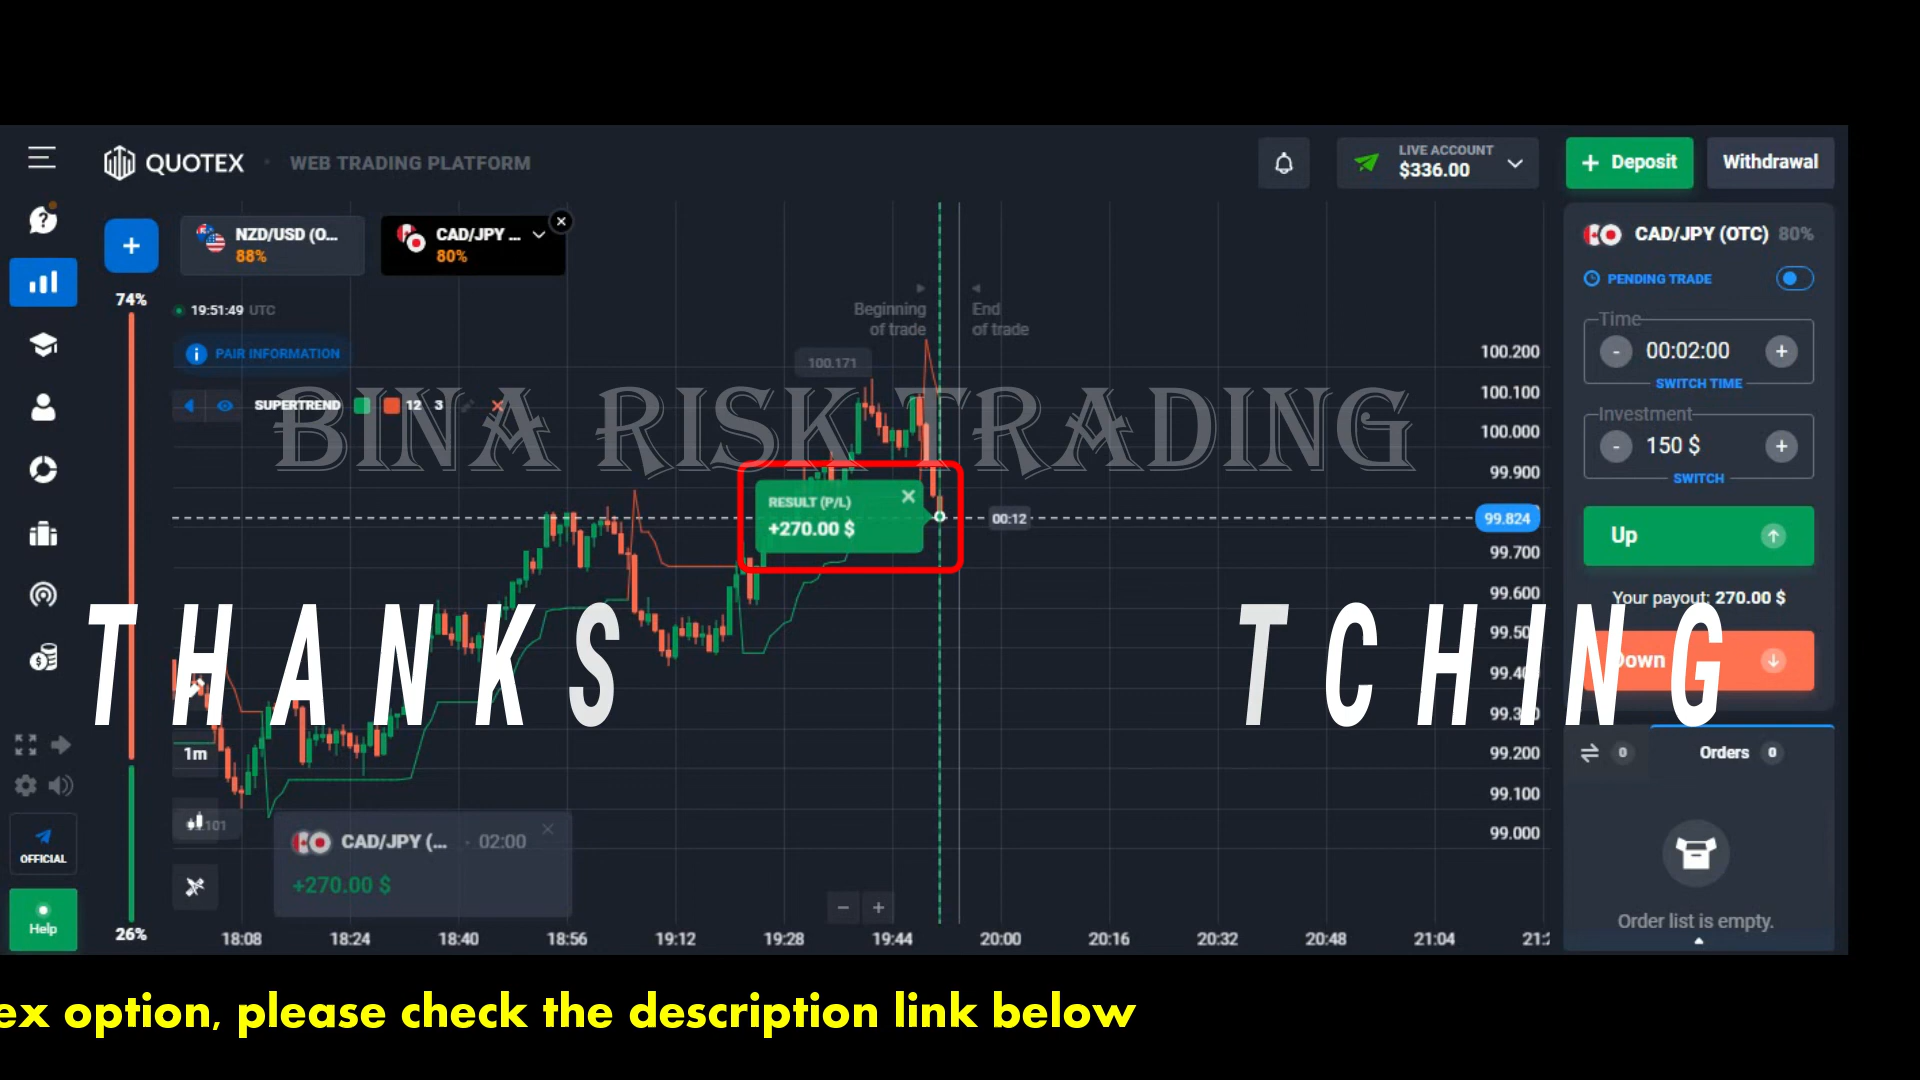 QUOTEX
WEB TRADING PLATFORM
LIVE ACCOUNT
$336.00
+ Deposit
Withdrawal
+
NZD/USD (O...
88%
CAD/JPY ...
80%
CAD/JPY (OTC) 80%
PENDING TRADE
74%
19:51:49 UTC
Beginning
of trade
End
of trade
PAIR INFORMATION
100.171
Time
- 00:02:00 +
SWITCH TIME
SUPERTREND 12 3
BINA RISK TRADING
Investment
- 150 $ +
SWITCH
RESULT (P/L)
+270.00 $
00:12
99.824
100.200
100.100
100.000
99.900
99.700
99.600
99.200
99.100
99.000
Up
Your payout: 270.00 $
THANKS TCHING
1m
Orders 0
0
CAD/JPY (... · 02:00
+270.00 $
OFFICIAL
Help
26%
- +
Order list is empty.
18:08 18:24 18:40 18:56 19:12 19:28 19:44 20:00 20:16 20:32 20:48 21:04
ex option, please check the description link below